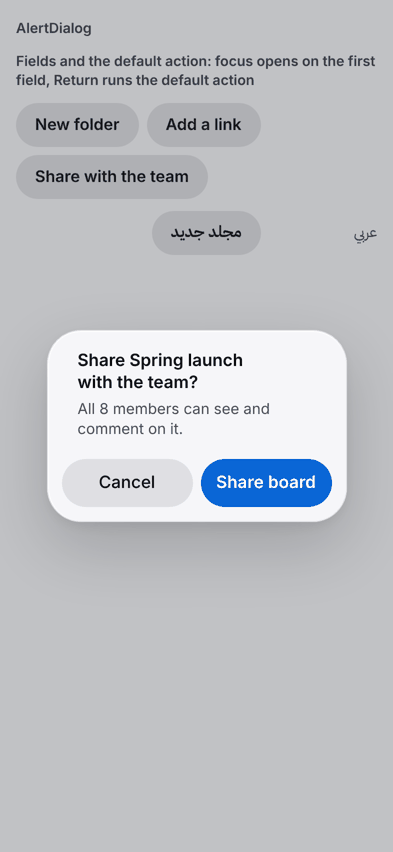 AlertDialog
Fields and the default action: focus opens on the first
field, Return runs the default action
New folder
Add a link
Share with the team
عربي
مجلد جديد
Share Spring launch
with the team?
All 8 members can see and
comment on it.
Cancel
Share board